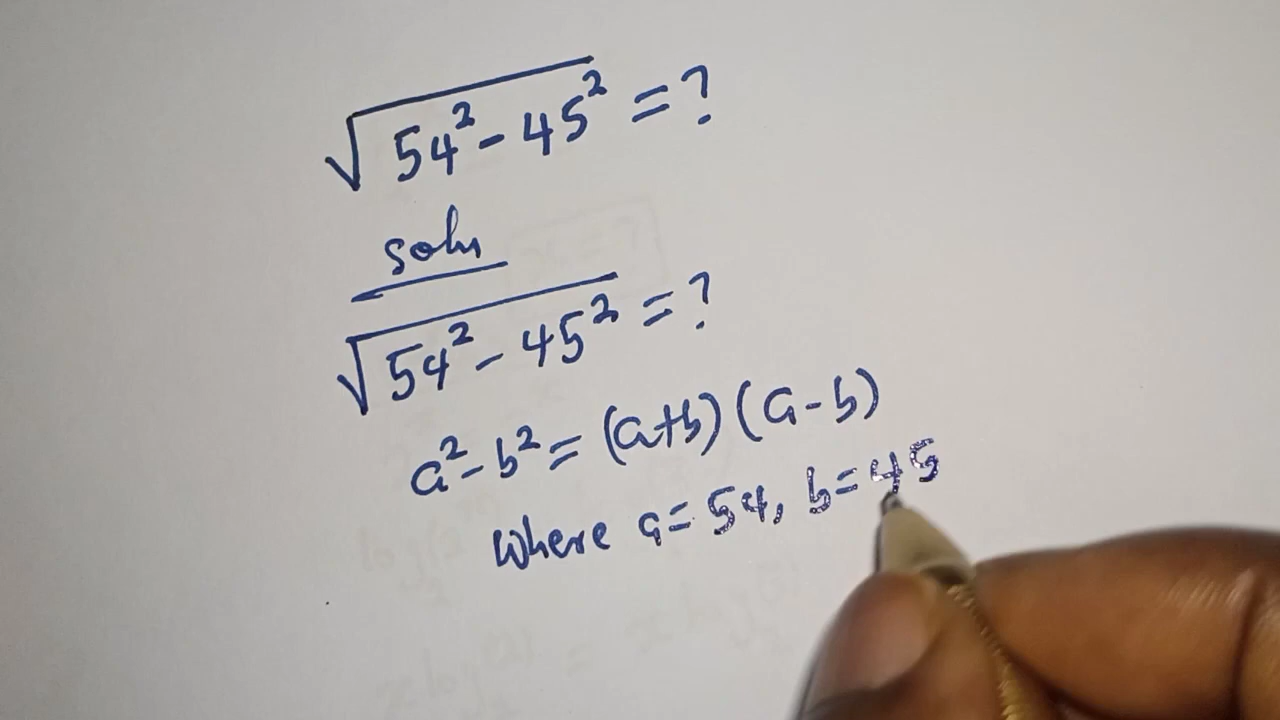 √54² - 45² = ?
soln
√54² - 45² = ?
a² - b² = (a+b)(a-b)
Where a = 54, b = 45